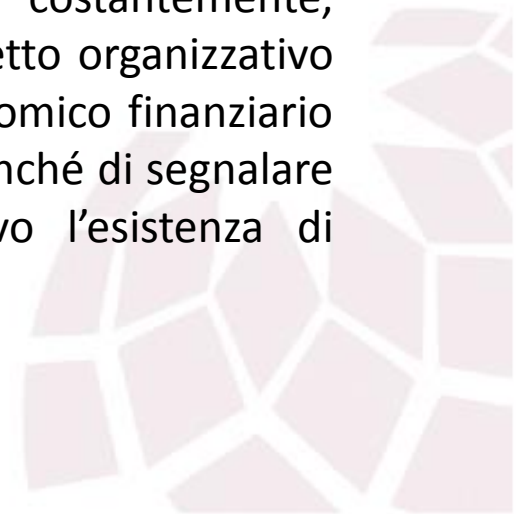 costantemente,
etto organizzativo
omico finanziario
nché di segnalare
vo l'esistenza di